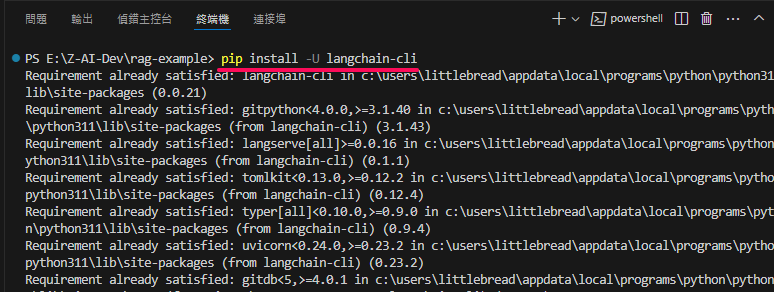 問題 輸出 偵錯主控台 終端機 連接埠 powershell
PS E:\Z-AI-Dev\rag-example> pip install -U langchain-cli
Requirement already satisfied: langchain-cli in c:\users\littlebread\appdata\local\programs\python\python311\
lib\site-packages (0.0.21)
Requirement already satisfied: gitpython<4.0.0,>=3.1.40 in c:\users\littlebread\appdata\local\programs\python
\python311\lib\site-packages (from langchain-cli) (3.1.43)
Requirement already satisfied: langserve[all]>=0.0.16 in c:\users\littlebread\appdata\local\programs\python\p
ython311\lib\site-packages (from langchain-cli) (0.1.1)
Requirement already satisfied: tomlkit<0.13.0,>=0.12.2 in c:\users\littlebread\appdata\local\programs\python\
python311\lib\site-packages (from langchain-cli) (0.12.4)
Requirement already satisfied: typer[all]<0.10.0,>=0.9.0 in c:\users\littlebread\appdata\local\programs\pytho
n\python311\lib\site-packages (from langchain-cli) (0.9.4)
Requirement already satisfied: uvicorn<0.24.0,>=0.23.2 in c:\users\littlebread\appdata\local\programs\python\
python311\lib\site-packages (from langchain-cli) (0.23.2)
Requirement already satisfied: gitdb<5,>=4.0.1 in c:\users\littlebread\appdata\local\programs\python\python31